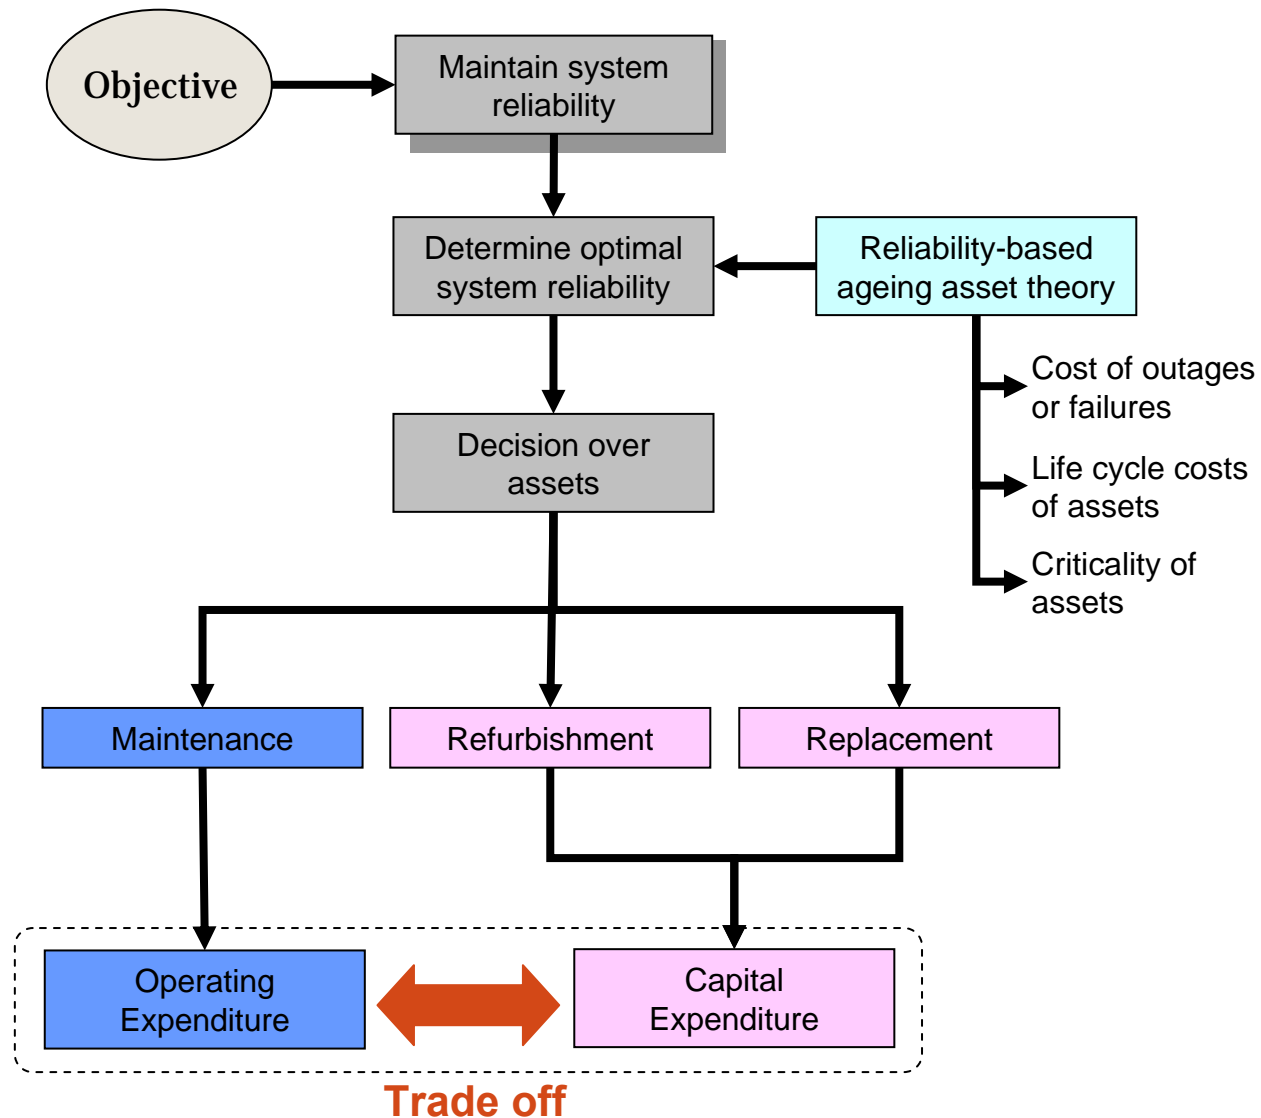 Objective
Maintain system
reliability
Determine optimal
system reliability
Reliability-based
ageing asset theory
Cost of outages
or failures
Life cycle costs
of assets
Criticality of
assets
Decision over
assets
Maintenance
Refurbishment
Replacement
Operating
Expenditure
Capital
Expenditure
Trade off